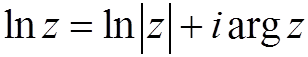 ln z = ln|z| + i arg z